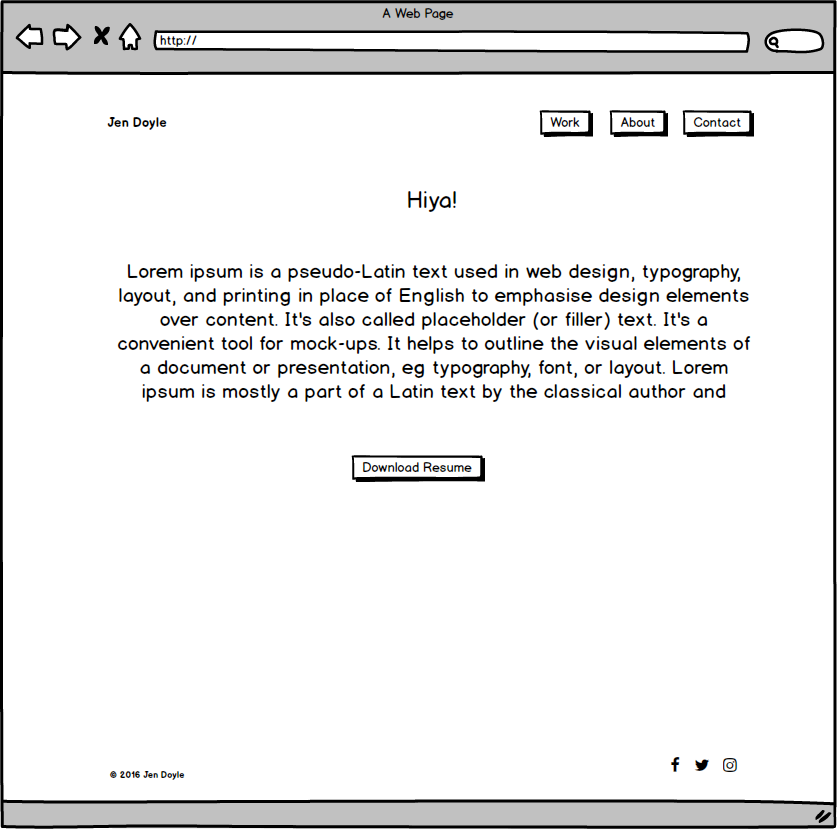 A Web Page
http://
Jen Doyle
Work
About
Contact
Hiya!
Lorem ipsum is a pseudo-Latin text used in web design, typography,
layout, and printing in place of English to emphasise design elements
over content. It's also called placeholder (or filler) text. It's a
convenient tool for mock-ups. It helps to outline the visual elements of
a document or presentation, eg typography, font, or layout. Lorem
ipsum is mostly a part of a Latin text by the classical author and
Download Resume
© 2016 Jen Doyle